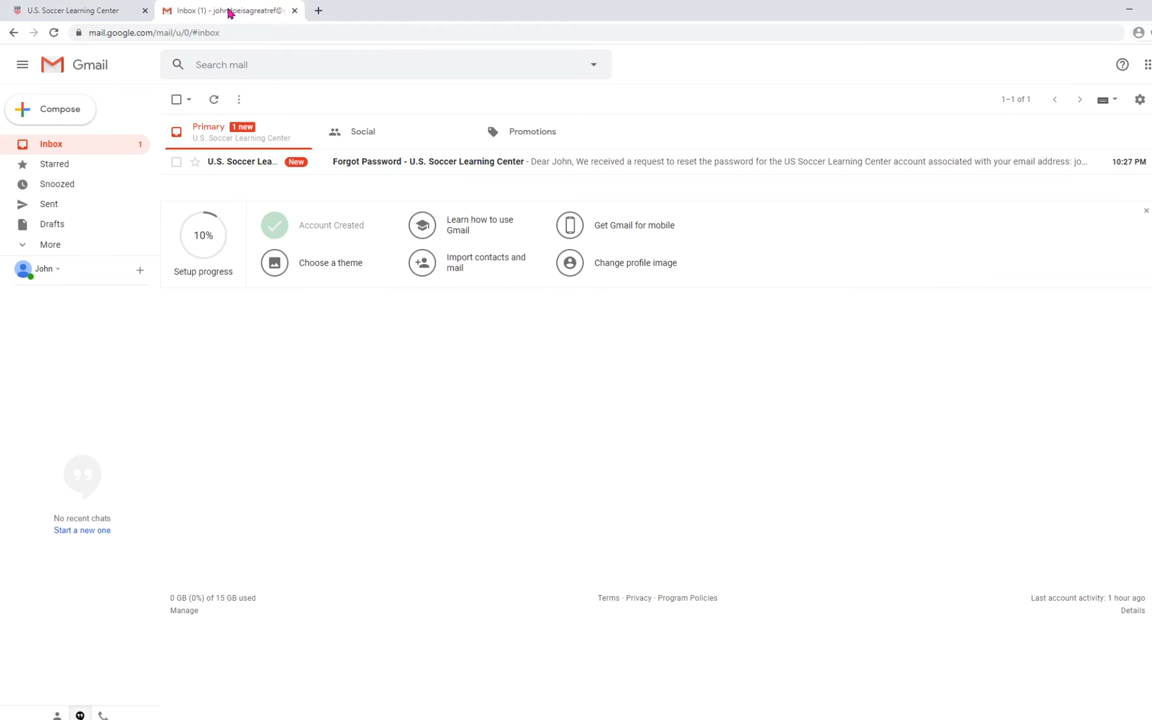 U.S. Soccer Learning Center
Inbox (1) -
mail.google.com/mail/u/0/#inbox
Gmail
Search mail
Compose
1–1 of 1
Inbox 1
Starred
Snoozed
Sent
Drafts
More
John
Primary 1 new
U.S. Soccer Learning Center
Social
Promotions
U.S. Soccer Lea... New Forgot Password - U.S. Soccer Learning Center - Dear John, We received a request to reset the password for the US Soccer Learning Center account associated with your email address: jo... 10:27 PM
10%
Setup progress
Account Created
Learn how to use
Gmail
Get Gmail for mobile
Choose a theme
Import contacts and
mail
Change profile image
No recent chats
Start a new one
0 GB (0%) of 15 GB used
Manage
Terms · Privacy · Program Policies
Last account activity: 1 hour ago
Details